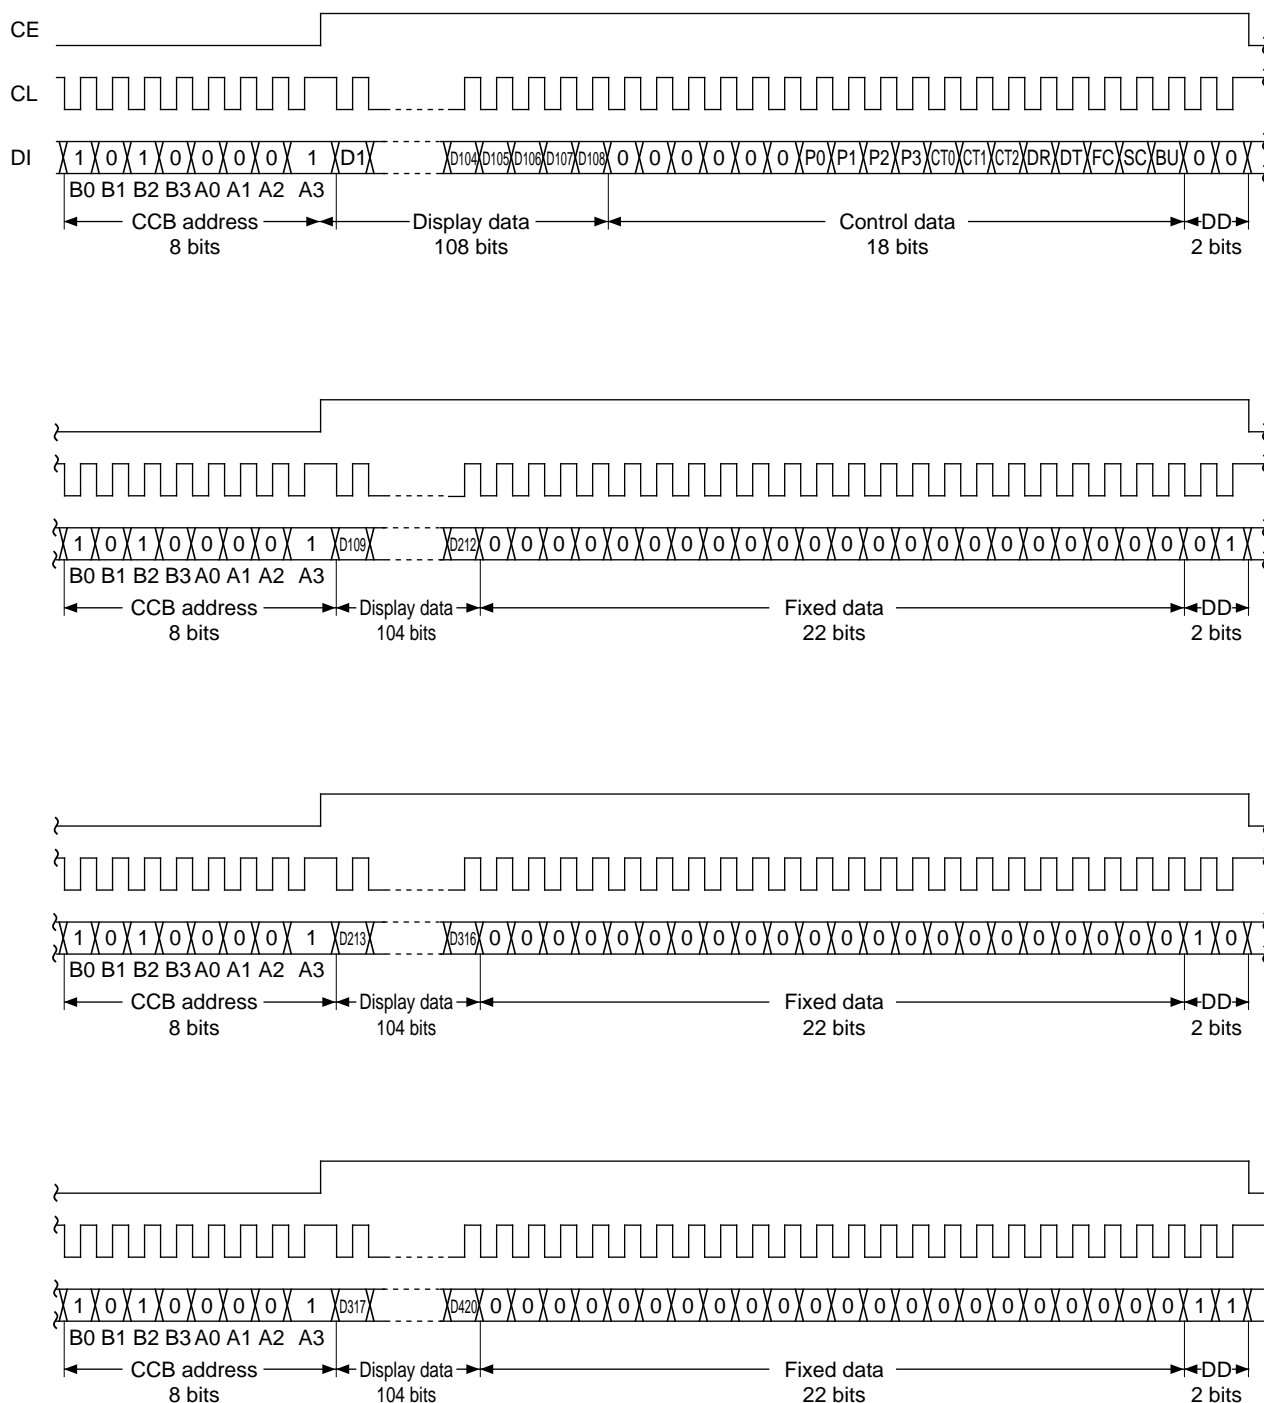 CE
CL
DI 1 0 1 0 0 0 0 1 D1 D104 D105 D106 D107 D108 0 0 0 0 0 0 P0 P1 P2 P3 CT0 CT1 CT2 DR DT FC SC BU 0 0
B0 B1 B2 B3 A0 A1 A2 A3
CCB address Display data Control data DD
8 bits 108 bits 18 bits 2 bits
1 0 1 0 0 0 0 1 D109 D212 0 0 0 0 0 0 0 0 0 0 0 0 0 0 0 0 0 0 0 0 0 0 0 1
B0 B1 B2 B3 A0 A1 A2 A3
CCB address Display data Fixed data DD
8 bits 104 bits 22 bits 2 bits
1 0 1 0 0 0 0 1 D213 D316 0 0 0 0 0 0 0 0 0 0 0 0 0 0 0 0 0 0 0 0 0 0 1 0
B0 B1 B2 B3 A0 A1 A2 A3
CCB address Display data Fixed data DD
8 bits 104 bits 22 bits 2 bits
1 0 1 0 0 0 0 1 D317 D420 0 0 0 0 0 0 0 0 0 0 0 0 0 0 0 0 0 0 0 0 0 0 1 1
B0 B1 B2 B3 A0 A1 A2 A3
CCB address Display data Fixed data DD
8 bits 104 bits 22 bits 2 bits